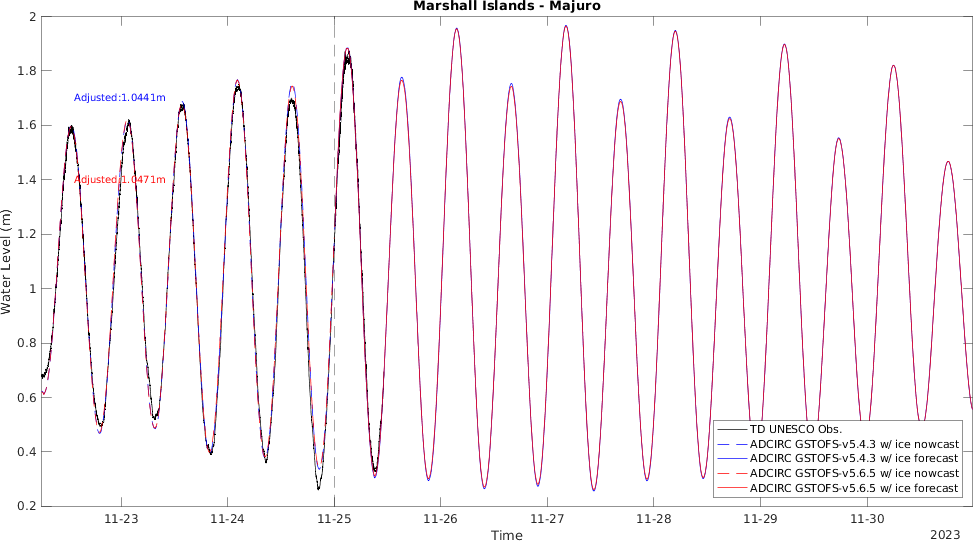 Marshall Islands - Majuro
2
1.8
1.6
1.4
1.2
1
0.8
0.6
0.4
0.2
Water Level (m)
Adjusted:1.0441m
Adjusted:1.0471m
TD UNESCO Obs.
ADCIRC GSTOFS-v5.4.3 w/ ice nowcast
ADCIRC GSTOFS-v5.4.3 w/ ice forecast
ADCIRC GSTOFS-v5.6.5 w/ ice nowcast
ADCIRC GSTOFS-v5.6.5 w/ ice forecast
11-23 11-24 11-25 11-26 11-27 11-28 11-29 11-30
Time
2023